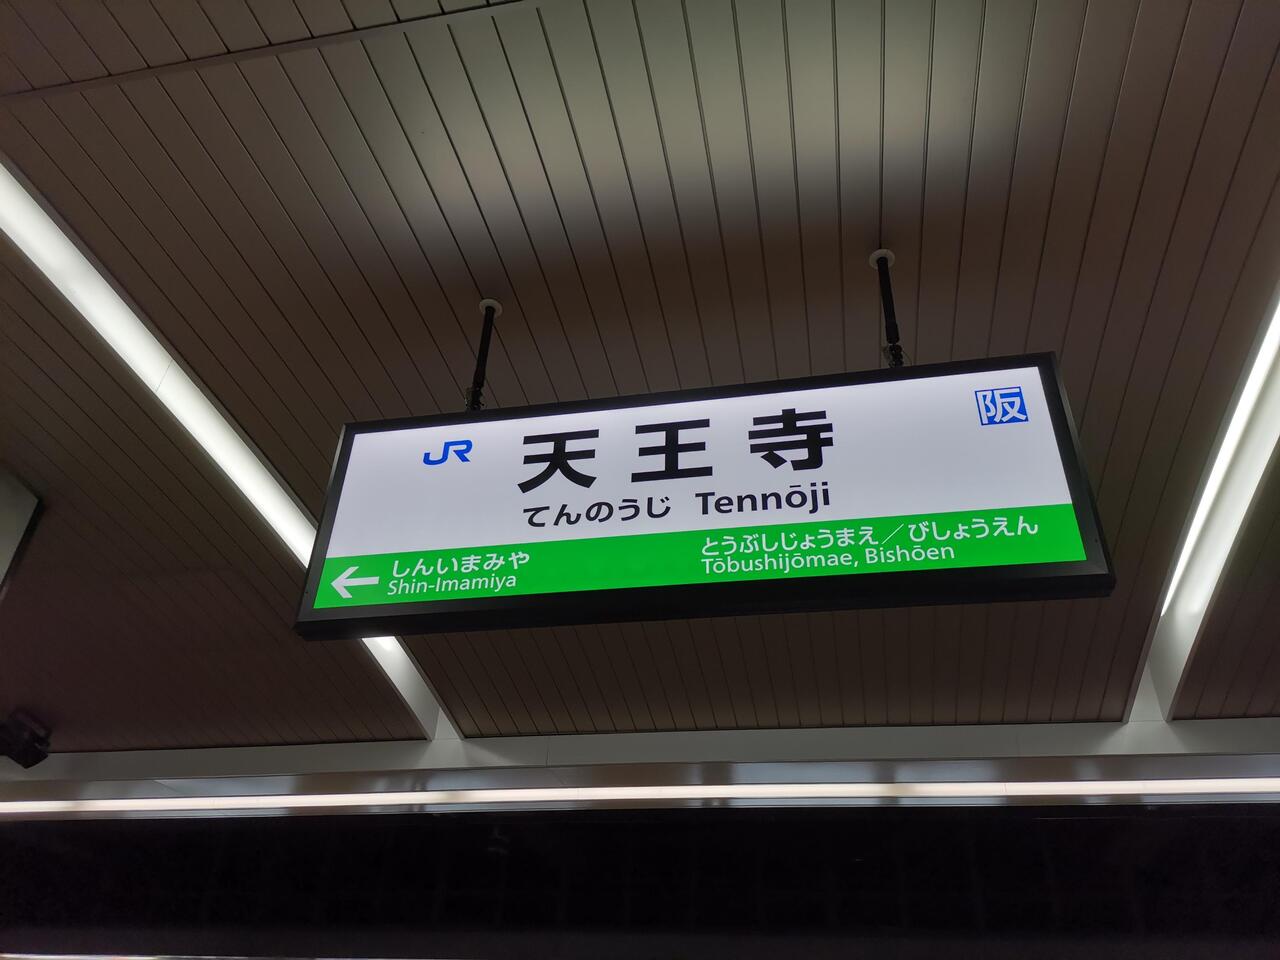 JR 天王寺 阪
てんのうじ Tennōji
しんいまみや とうぶしじょうまえ／びしょうえん
← Shin-Imamiya Tōbushijōmae, Bishōen